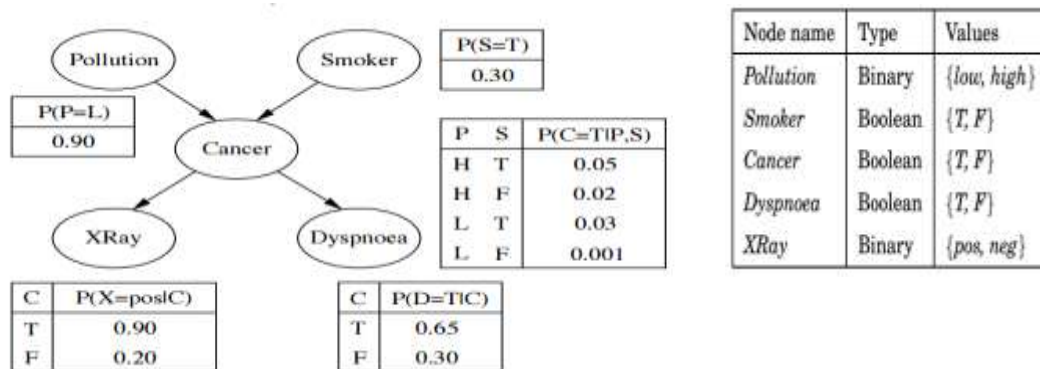 Pollution
Smoker
P(S=T)
0.30
P(P=L)
0.90
Cancer
P S P(C=T|P,S)
H T 0.05
H F 0.02
L T 0.03
L F 0.001
XRay
Dyspnoea
C P(X=pos|C)
T 0.90
F 0.20
C P(D=T|C)
T 0.65
F 0.30
Node name Type Values
Pollution Binary {low, high}
Smoker Boolean {T, F}
Cancer Boolean {T, F}
Dyspnoea Boolean {T, F}
XRay Binary {pos, neg}